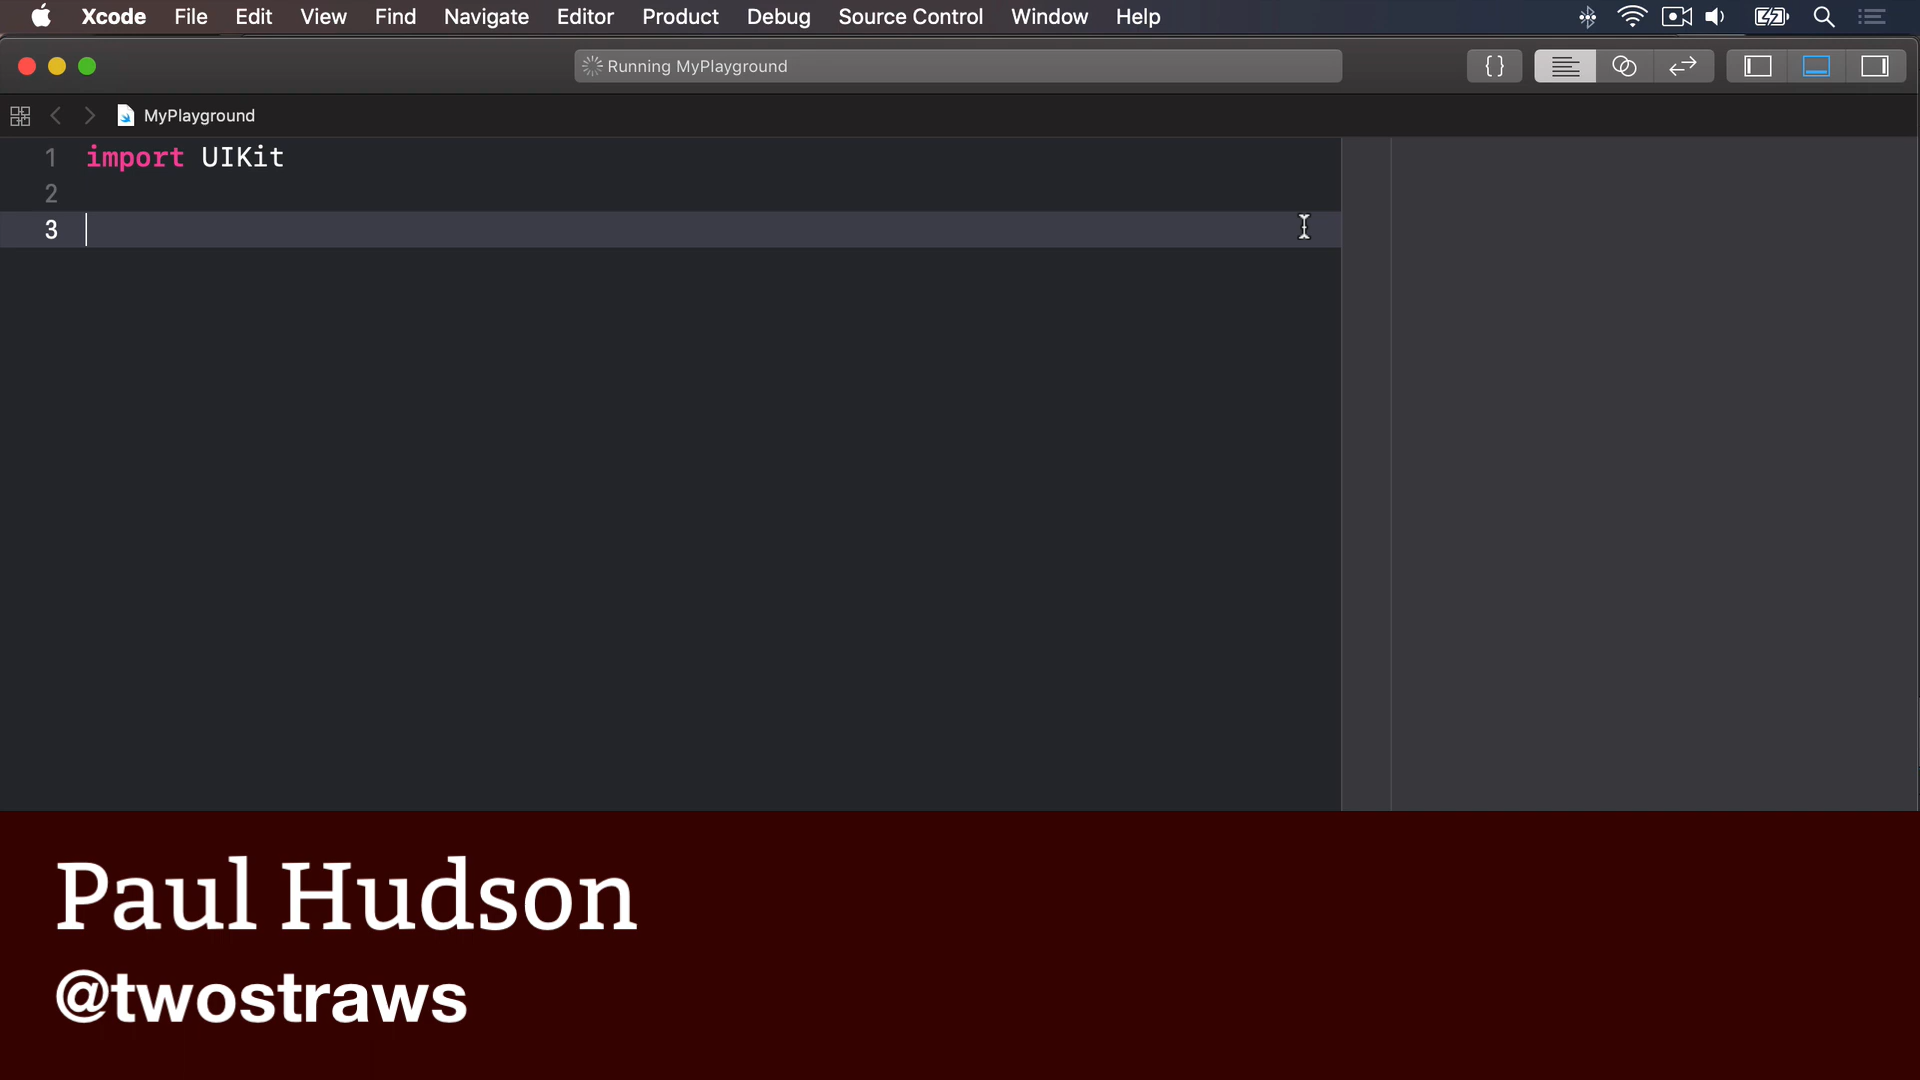 Xcode File Edit View Find Navigate Editor Product Debug Source Control Window Help
Running MyPlayground
{}
MyPlayground
1 import UIKit
2
3
Paul Hudson
@twostraws